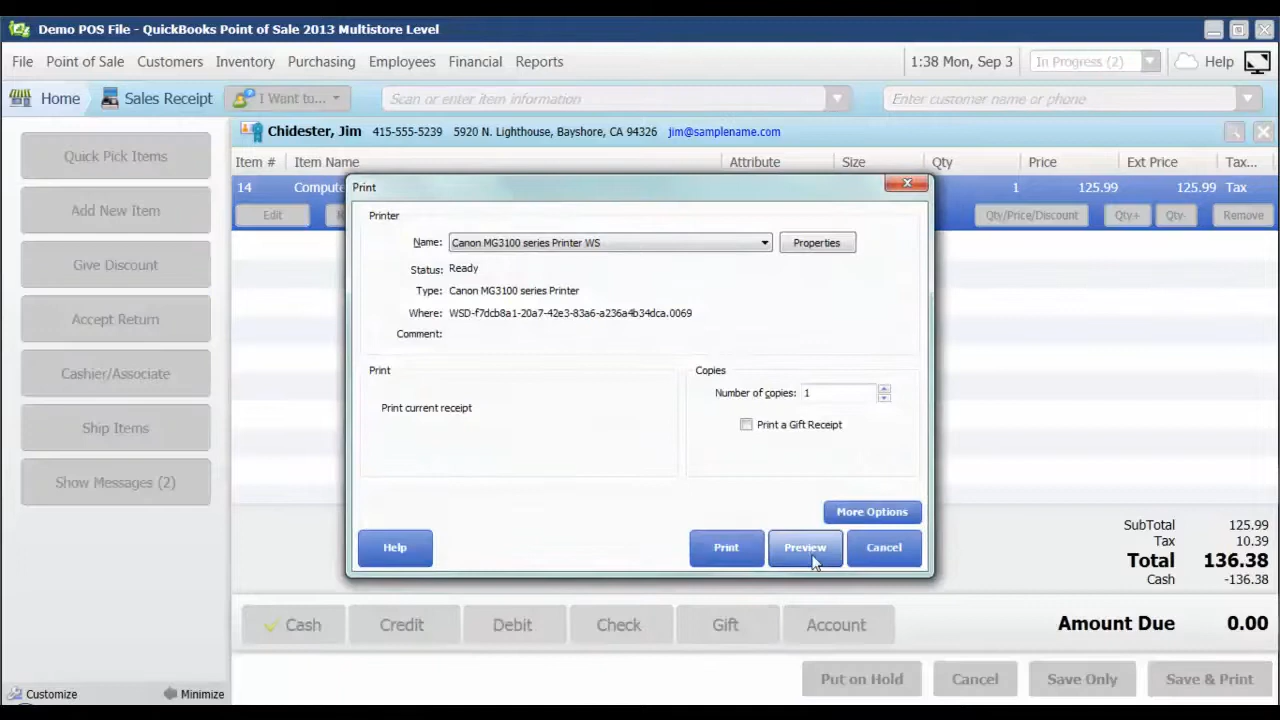 Demo POS File - QuickBooks Point of Sale 2013 Multistore Level
File Point of Sale Customers Inventory Purchasing Employees Financial Reports 1:38 Mon, Sep 3 In Progress (2) Help
Home Sales Receipt I Want to... Scan or enter item information Enter customer name or phone
Chidester, Jim 415-555-5239 5920 N. Lighthouse, Bayshore, CA 94326 jim@samplename.com
Quick Pick Items
Add New Item
Give Discount
Accept Return
Cashier/Associate
Ship Items
Show Messages (2)
Customize Minimize
Item # Item Name Attribute Size Qty Price Ext Price Tax...
14 Compute 1 125.99 125.99 Tax
Edit Qty/Price/Discount Qty+ Qty- Remove
Print
Printer
Name: Canon MG3100 series Printer WS Properties
Status: Ready
Type: Canon MG3100 series Printer
Where: WSD-f7dcb8a1-20a7-42e3-83a6-a236a4b34dca.0069
Comment:
Print
Print current receipt
Copies
Number of copies: 1
Print a Gift Receipt
More Options
Help Print Preview Cancel
SubTotal 125.99
Tax 10.39
Total 136.38
Cash -136.38
Cash Credit Debit Check Gift Account Amount Due 0.00
Put on Hold Cancel Save Only Save & Print